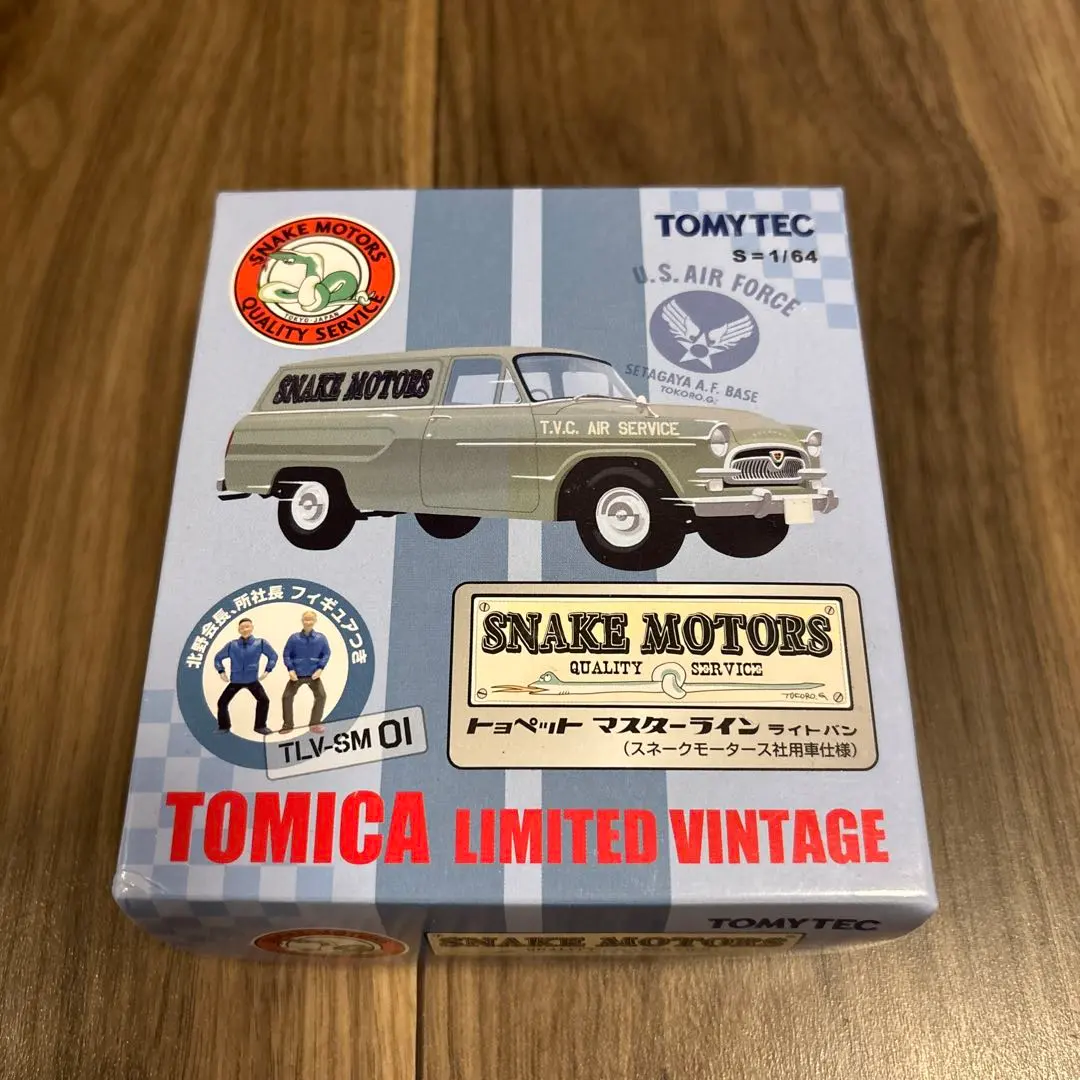 SNAKE MOTORS
TOKYO-JAPAN
QUALITY SERVICE
TOMYTEC
S=1/64
U.S. AIR FORCE
SETAGAYA A.F. BASE
TOKORO.G.
SNAKE MOTORS
T.V.C. AIR SERVICE
北野会長、所社長 フィギュアつき
TLV-SM 01
SNAKE MOTORS
QUALITY SERVICE
TOKORO.G
トヨペット マスターライン ライトバン
(スネークモータース社用車仕様)
TOMICA LIMITED VINTAGE
TOMYTEC
SNAKE MOTORS